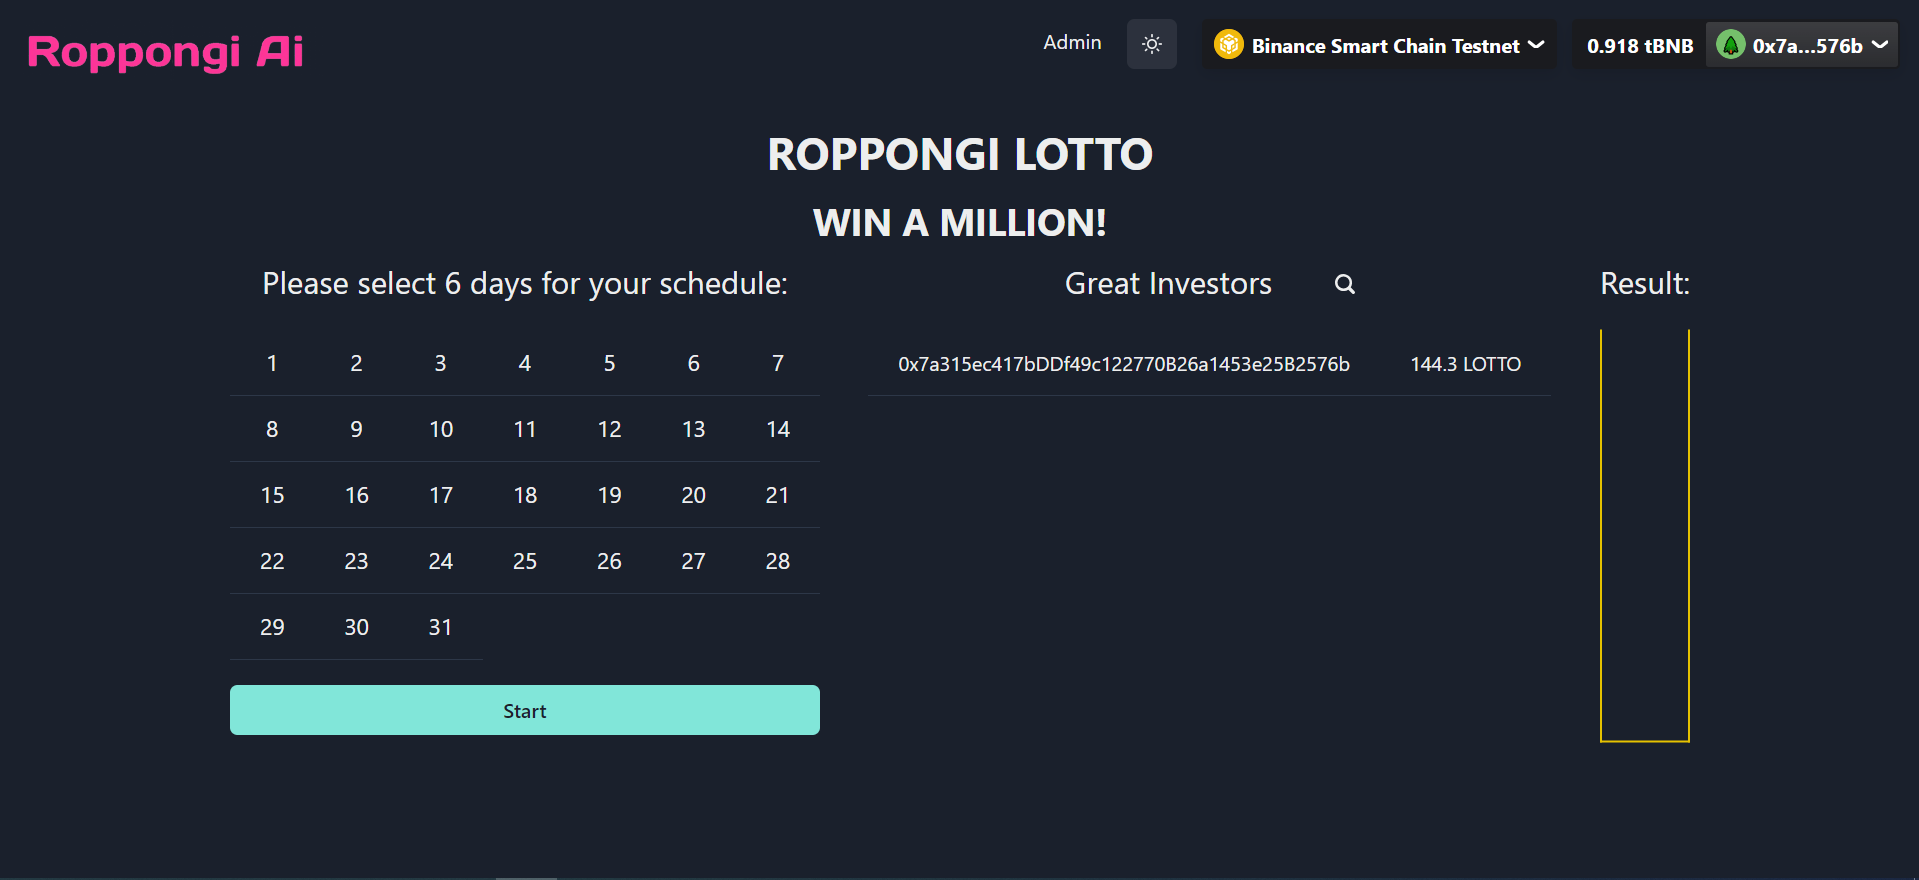 Roppongi Ai
Admin
Binance Smart Chain Testnet
0.918 tBNB
0x7a...576b
ROPPONGI LOTTO
WIN A MILLION!
Please select 6 days for your schedule:
1 2 3 4 5 6 7
8 9 10 11 12 13 14
15 16 17 18 19 20 21
22 23 24 25 26 27 28
29 30 31
Start
Great Investors
0x7a315ec417bDDf49c122770B26a1453e25B2576b 144.3 LOTTO
Result: